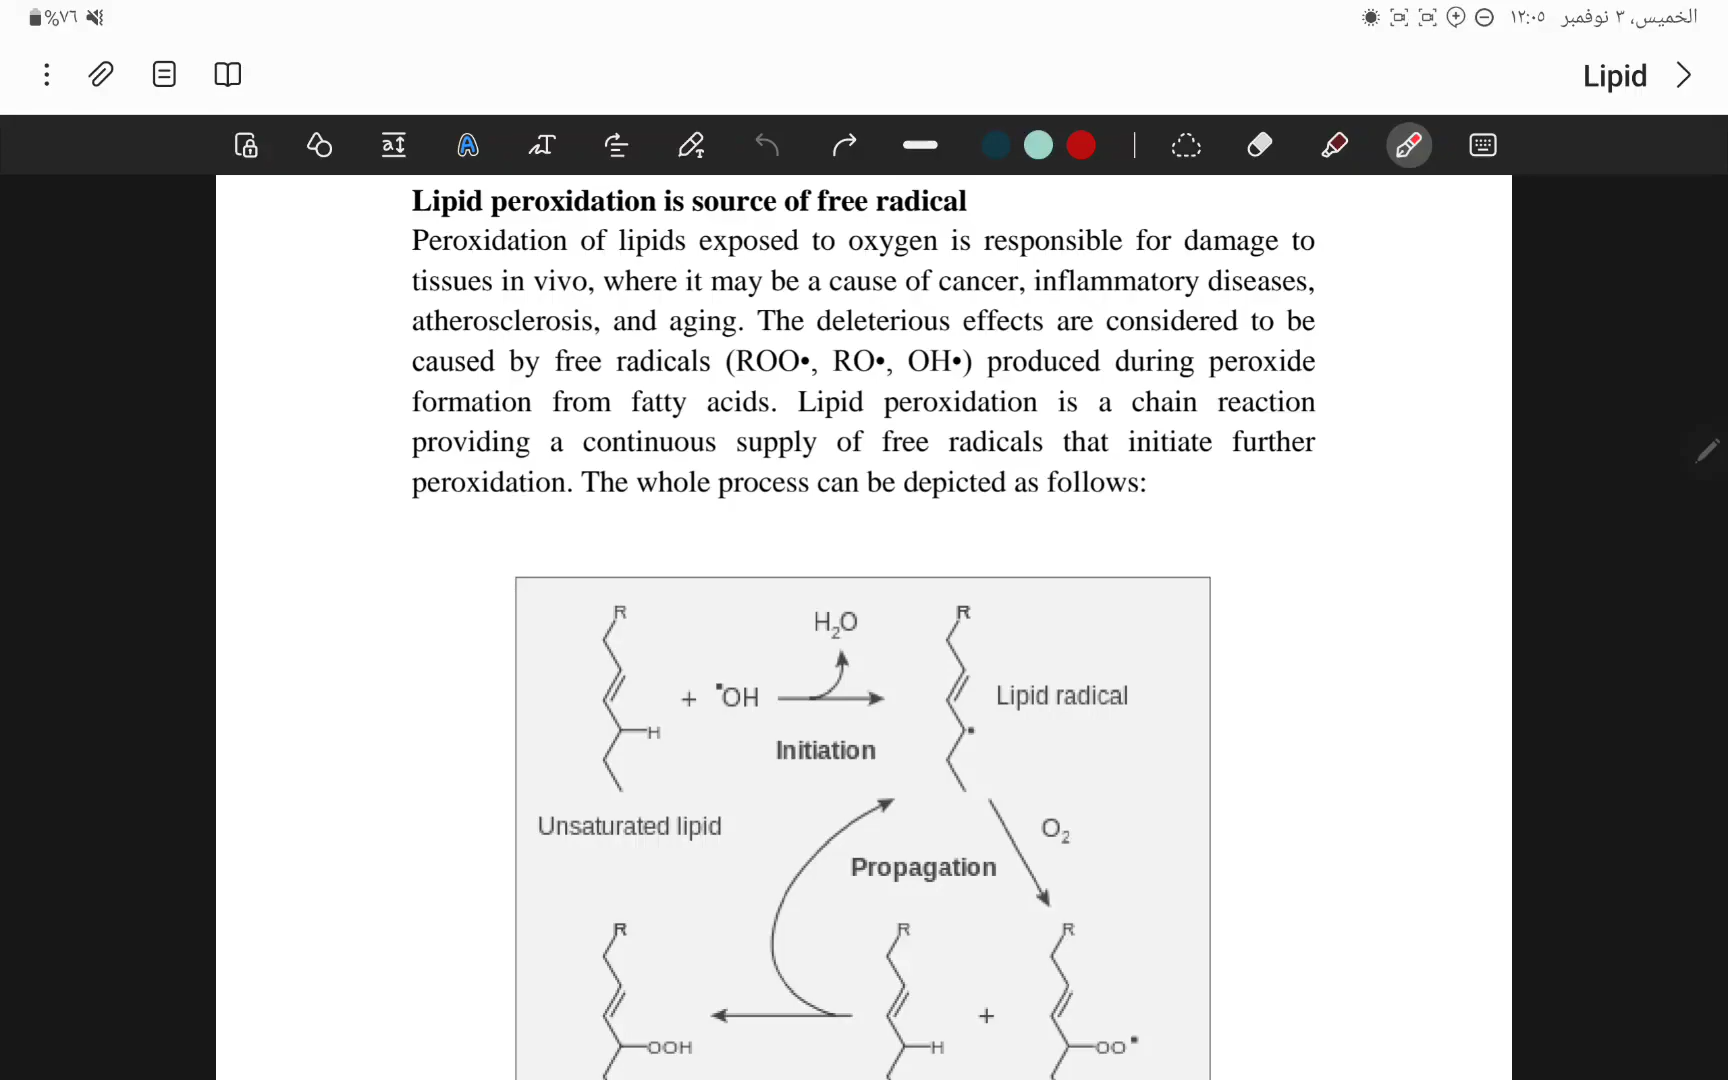 %٧٦
الخميس، ٣ نوفمبر ١٢:٠٥
Lipid
Lipid peroxidation is source of free radical
Peroxidation of lipids exposed to oxygen is responsible for damage to
tissues in vivo, where it may be a cause of cancer, inflammatory diseases,
atherosclerosis, and aging. The deleterious effects are considered to be
caused by free radicals (ROO•, RO•, OH•) produced during peroxide
formation from fatty acids. Lipid peroxidation is a chain reaction
providing a continuous supply of free radicals that initiate further
peroxidation. The whole process can be depicted as follows:
R
H₂O
R
+ •OH
Lipid radical
H
Initiation
Unsaturated lipid
O₂
Propagation
R
R
R
+
OOH
H
OO•